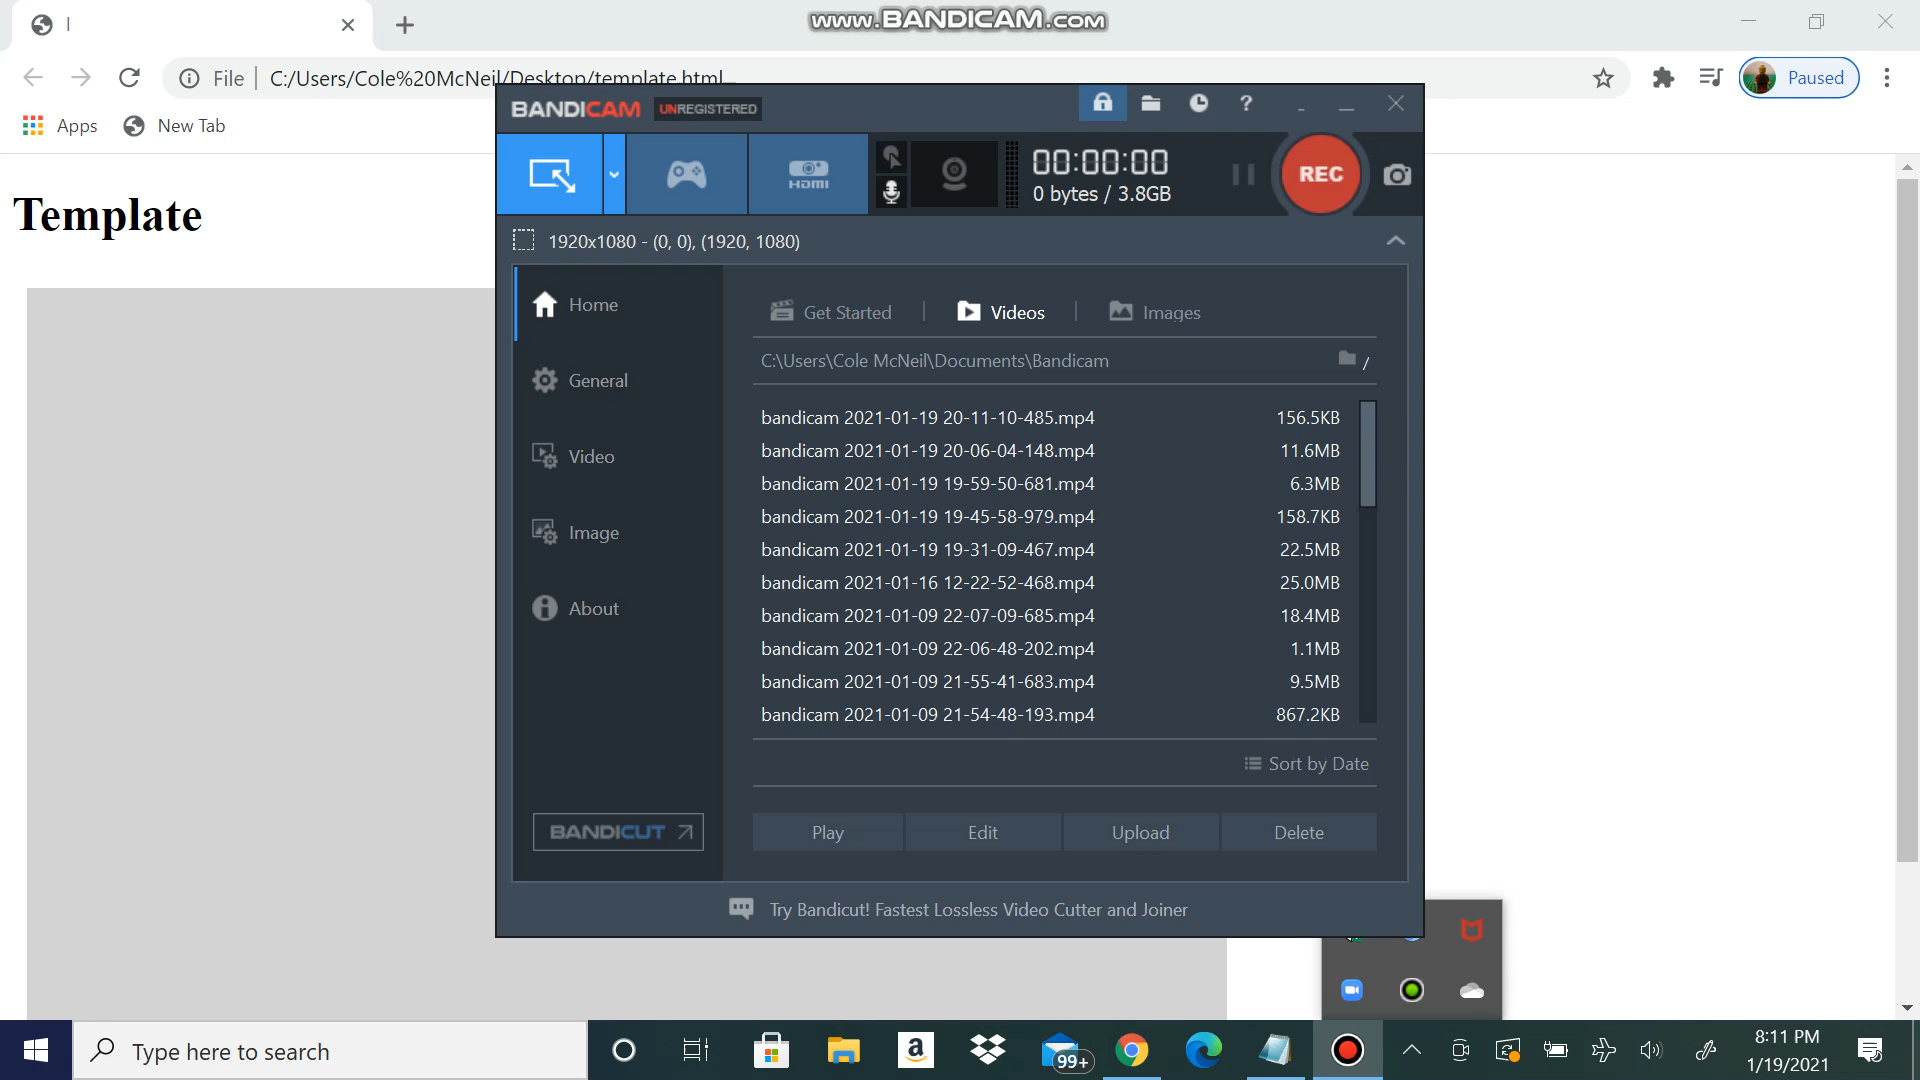 I
www.BANDICAM.com
File
C:/Users/Cole%20McNeil/Desktop/template.html
Paused
Apps
New Tab
Template
BANDICAM
UNREGISTERED
HDMI
00:00:00
0 bytes / 3.8GB
REC
1920x1080 - (0, 0), (1920, 1080)
Home
General
Video
Image
About
BANDICUT
Get Started
Videos
Images
C:\Users\Cole McNeil\Documents\Bandicam
/
bandicam 2021-01-19 20-11-10-485.mp4 156.5KB
bandicam 2021-01-19 20-06-04-148.mp4 11.6MB
bandicam 2021-01-19 19-59-50-681.mp4 6.3MB
bandicam 2021-01-19 19-45-58-979.mp4 158.7KB
bandicam 2021-01-19 19-31-09-467.mp4 22.5MB
bandicam 2021-01-16 12-22-52-468.mp4 25.0MB
bandicam 2021-01-09 22-07-09-685.mp4 18.4MB
bandicam 2021-01-09 22-06-48-202.mp4 1.1MB
bandicam 2021-01-09 21-55-41-683.mp4 9.5MB
bandicam 2021-01-09 21-54-48-193.mp4 867.2KB
Sort by Date
Play
Edit
Upload
Delete
Try Bandicut! Fastest Lossless Video Cutter and Joiner
Type here to search
a
99+
8:11 PM
1/19/2021